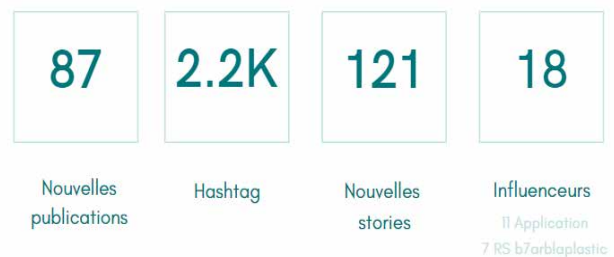 87
2.2K
121
18
Nouvelles
publications
Hashtag
Nouvelles
stories
Influenceurs
11 Application
7 RS b7arblaplastic